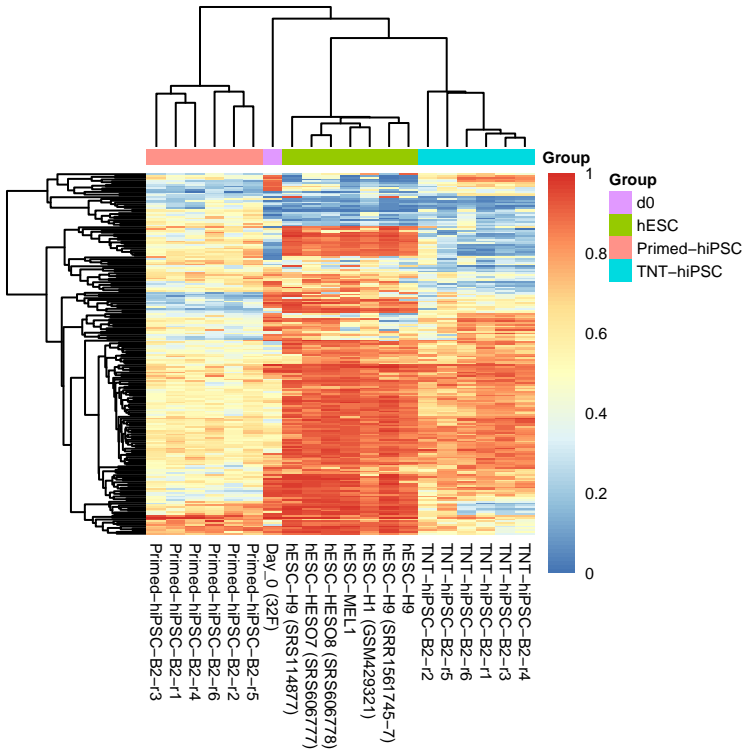 Group
Group
d0
hESC
Primed-hiPSC
TNT-hiPSC
1
0.8
0.6
0.4
0.2
0
Primed-hiPSC-B2-r3
Primed-hiPSC-B2-r1
Primed-hiPSC-B2-r4
Primed-hiPSC-B2-r6
Primed-hiPSC-B2-r2
Primed-hiPSC-B2-r5
Day_0 (32F)
hESC-H9 (SRS114877)
hESC-HESO7 (SRS606777)
hESC-HESO8 (SRS606778)
hESC-MEL1
hESC-H1 (GSM429321)
hESC-H9 (SRR1561745-7)
hESC-H9
TNT-hiPSC-B2-r2
TNT-hiPSC-B2-r5
TNT-hiPSC-B2-r6
TNT-hiPSC-B2-r1
TNT-hiPSC-B2-r3
TNT-hiPSC-B2-r4